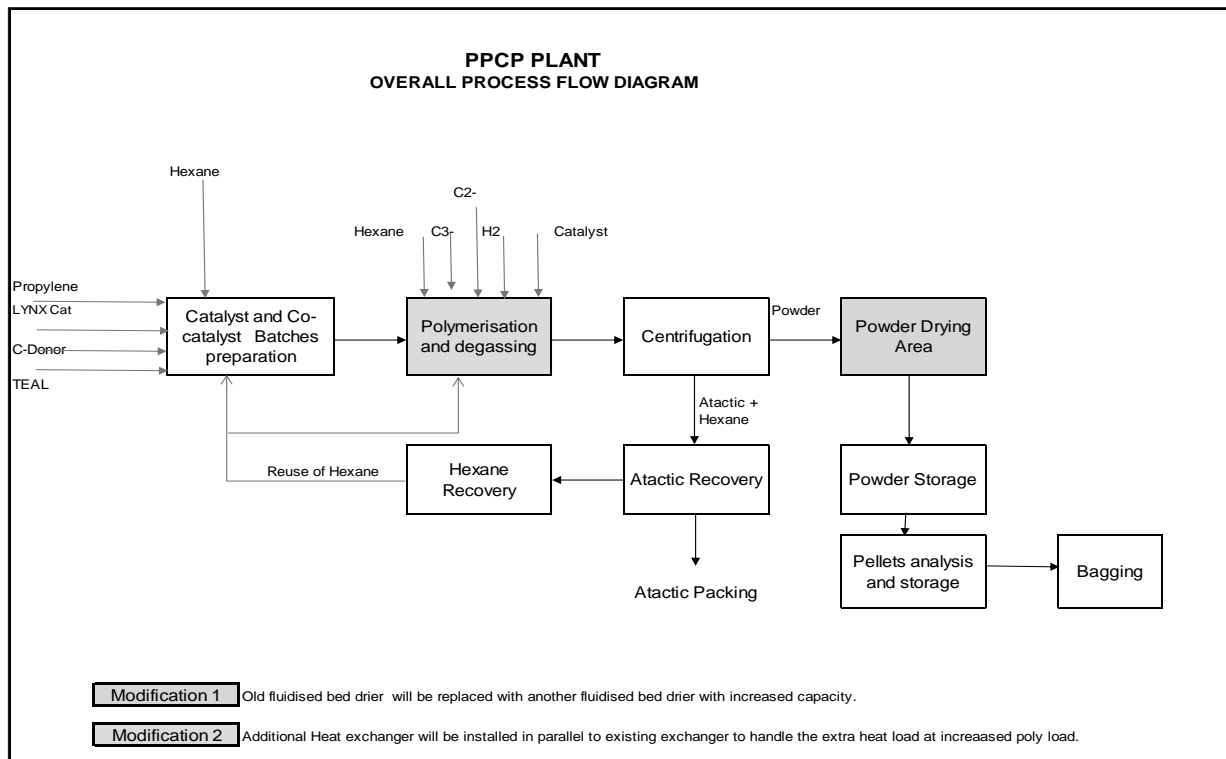 PPCP PLANT
OVERALL PROCESS FLOW DIAGRAM
Hexane
C2-
Hexane
C3-
H2
Catalyst
Propylene
LYNX Cat
C-Donor
TEAL
Catalyst and Co-
catalyst Batches
preparation
Polymerisation
and degassing
Centrifugation
Powder
Powder Drying
Area
Atactic +
Hexane
Reuse of Hexane
Hexane
Recovery
Atactic Recovery
Powder Storage
Atactic Packing
Pellets analysis
and storage
Bagging
Modification 1 Old fluidised bed drier will be replaced with another fluidised bed drier with increased capacity.
Modification 2 Additional Heat exchanger will be installed in parallel to existing exchanger to handle the extra heat load at increaased poly load.